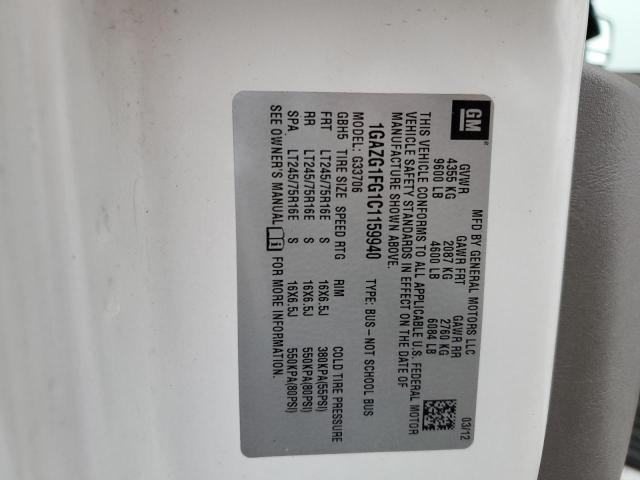 GM
MFD BY GENERAL MOTORS LLC 03/12
GVWR GAWR FRT GAWR RR
4355 KG 2087 KG 2760 KG
9600 LB 4600 LB 6084 LB
THIS VEHICLE CONFORMS TO ALL APPLICABLE U.S. FEDERAL MOTOR
VEHICLE SAFETY STANDARDS IN EFFECT ON THE DATE OF
MANUFACTURE SHOWN ABOVE.
1GAZG1FG1C1159940
TYPE: BUS-NOT SCHOOL BUS
MODEL: G33706
GBH5 TIRE SIZE SPEED RTG RIM COLD TIRE PRESSURE
FRT LT245/75R16E S 16X6.5J 380KPA(55PSI)
RR LT245/75R16E S 16X6.5J 550KPA(80PSI)
SPA LT245/75R16E S 16X6.5J 550KPA(80PSI)
SEE OWNER'S MANUAL FOR MORE INFORMATION.